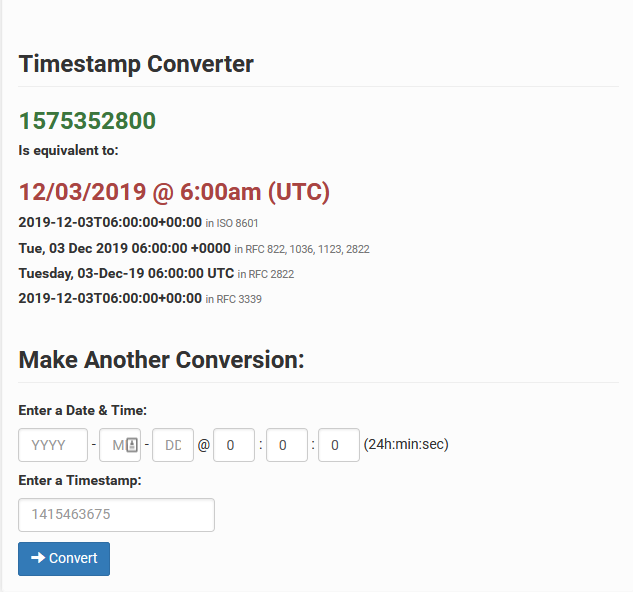 Timestamp Converter
1575352800
Is equivalent to:
12/03/2019 @ 6:00am (UTC)
2019-12-03T06:00:00+00:00 in ISO 8601
Tue, 03 Dec 2019 06:00:00 +0000 in RFC 822, 1036, 1123, 2822
Tuesday, 03-Dec-19 06:00:00 UTC in RFC 2822
2019-12-03T06:00:00+00:00 in RFC 3339
Make Another Conversion:
Enter a Date & Time:
YYYY - M - DD @ 0 : 0 : 0 (24h:min:sec)
Enter a Timestamp:
1415463675
Convert